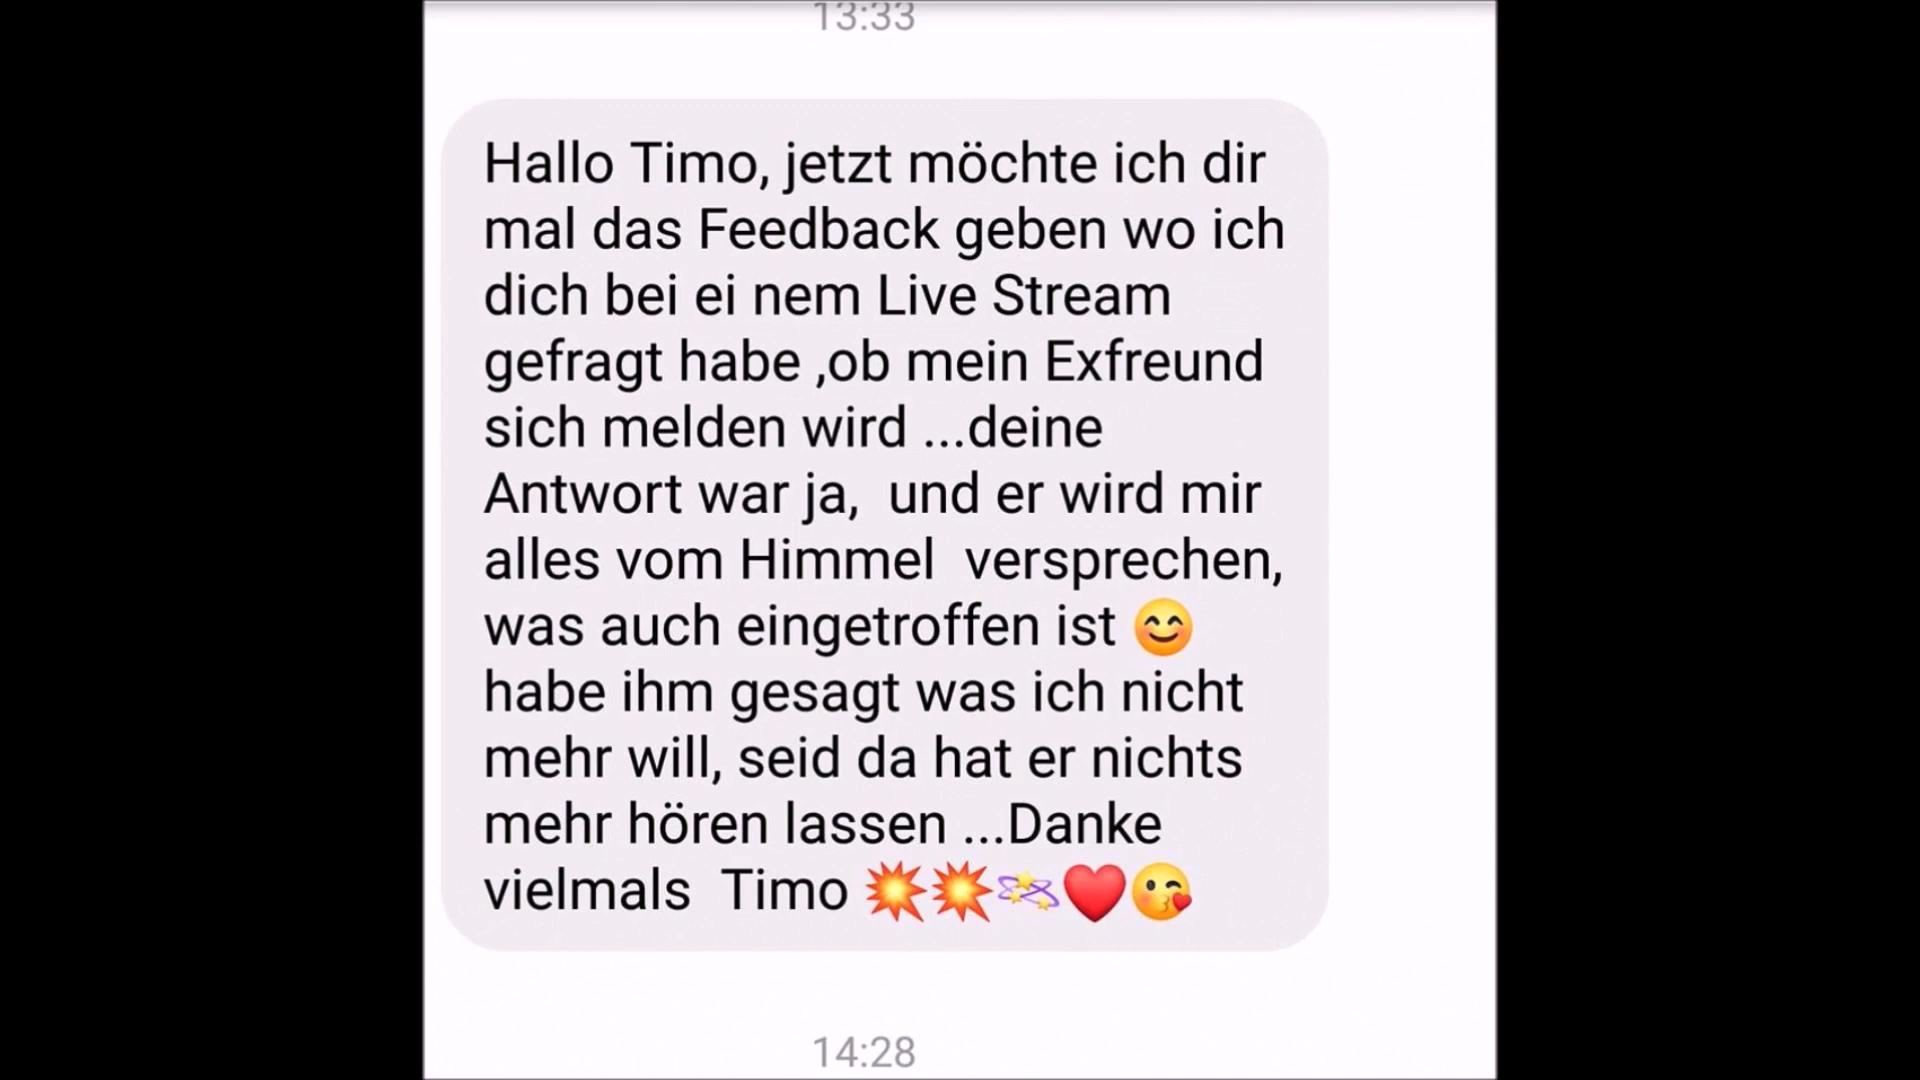 13:33
Hallo Timo, jetzt möchte ich dir
mal das Feedback geben wo ich
dich bei ei nem Live Stream
gefragt habe ,ob mein Exfreund
sich melden wird ...deine
Antwort war ja,  und er wird mir
alles vom Himmel  versprechen,
was auch eingetroffen ist 😊
habe ihm gesagt was ich nicht
mehr will, seid da hat er nichts
mehr hören lassen ...Danke
vielmals  Timo 💥💥💫❤️😘
14:28